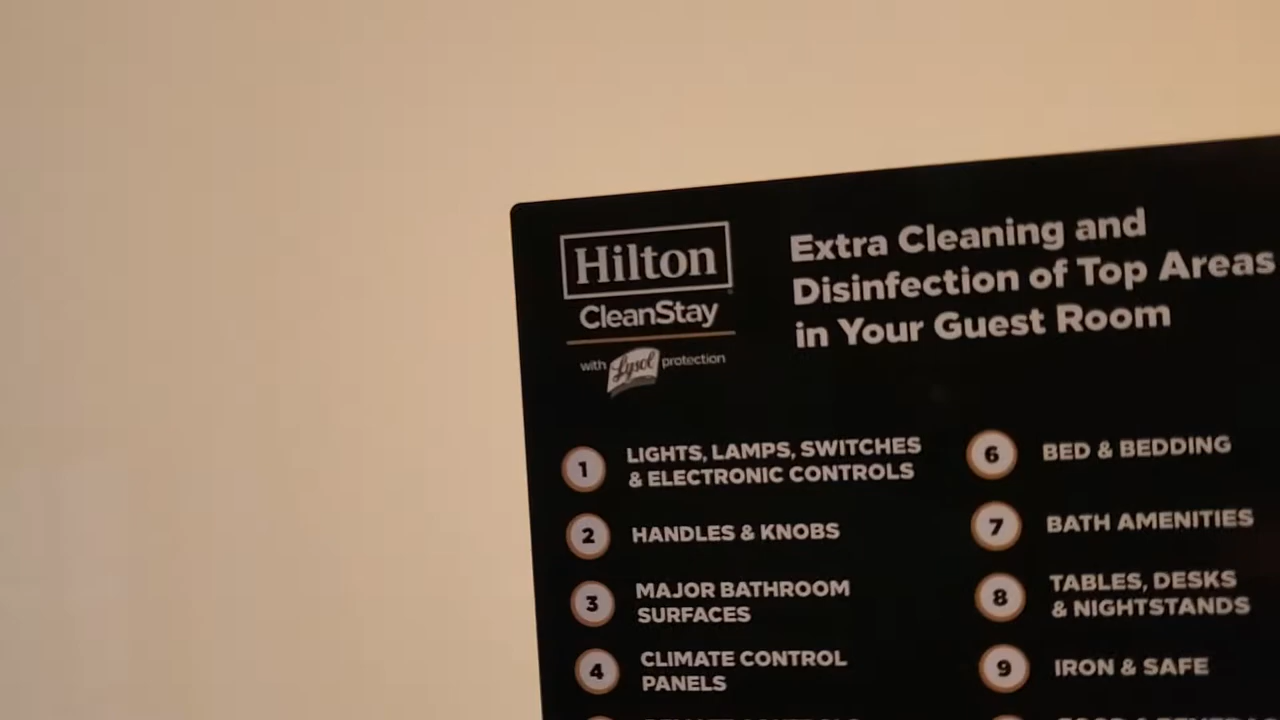 Hilton
CleanStay
with Lysol protection
Extra Cleaning and
Disinfection of Top Areas
in Your Guest Room
1 LIGHTS, LAMPS, SWITCHES
& ELECTRONIC CONTROLS
2 HANDLES & KNOBS
3 MAJOR BATHROOM
SURFACES
4 CLIMATE CONTROL
PANELS
6 BED & BEDDING
7 BATH AMENITIES
8 TABLES, DESKS
& NIGHTSTANDS
9 IRON & SAFE